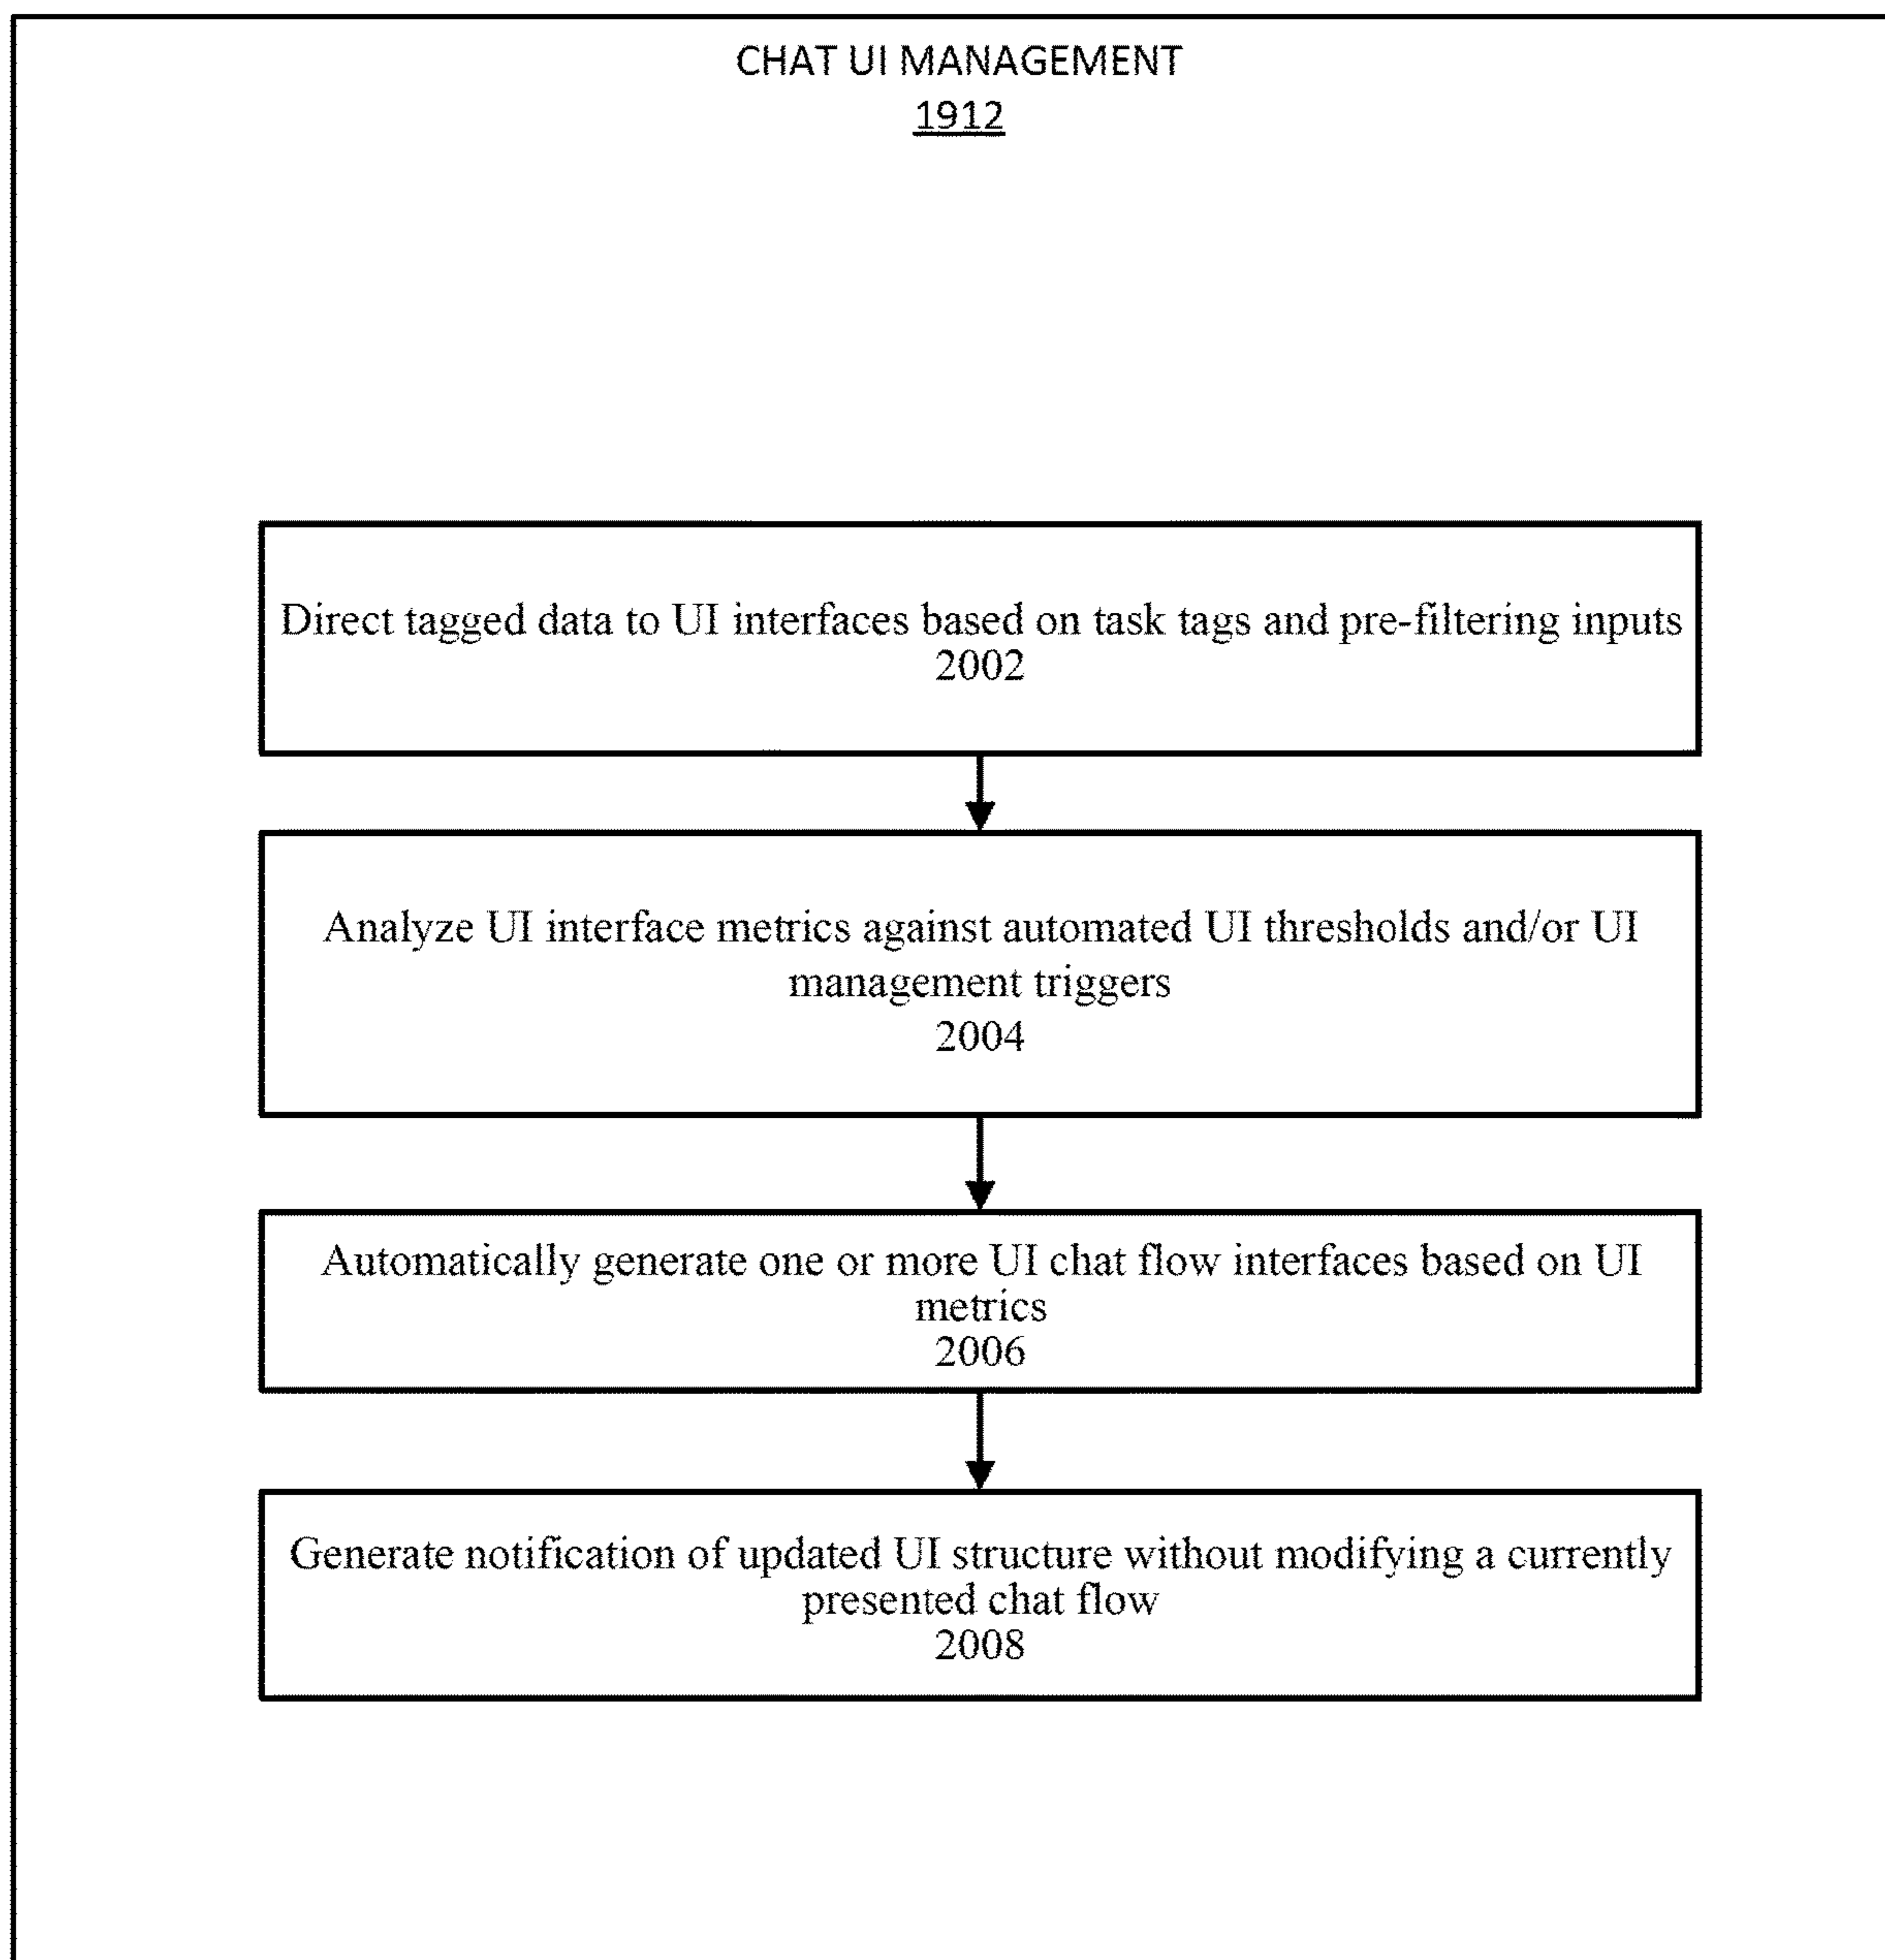 CHAT UI MANAGEMENT
1912
Direct tagged data to UI interfaces based on task tags and pre-filtering inputs
2002
Analyze UI interface metrics against automated UI thresholds and/or UI
management triggers
2004
Automatically generate one or more UI chat flow interfaces based on UI
metrics
2006
Generate notification of updated UI structure without modifying a currently
presented chat flow
2008